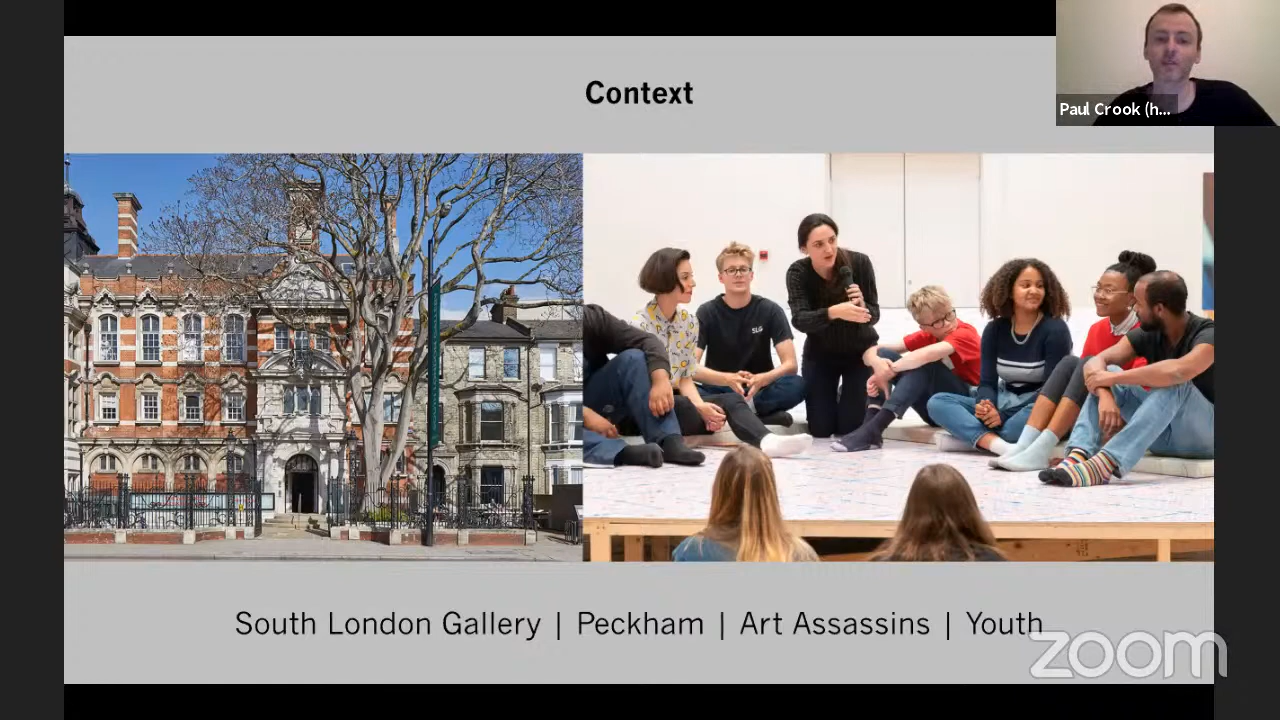 Context
Paul Crook (h...
SLG
South London Gallery | Peckham | Art Assassins | Youth
zoom